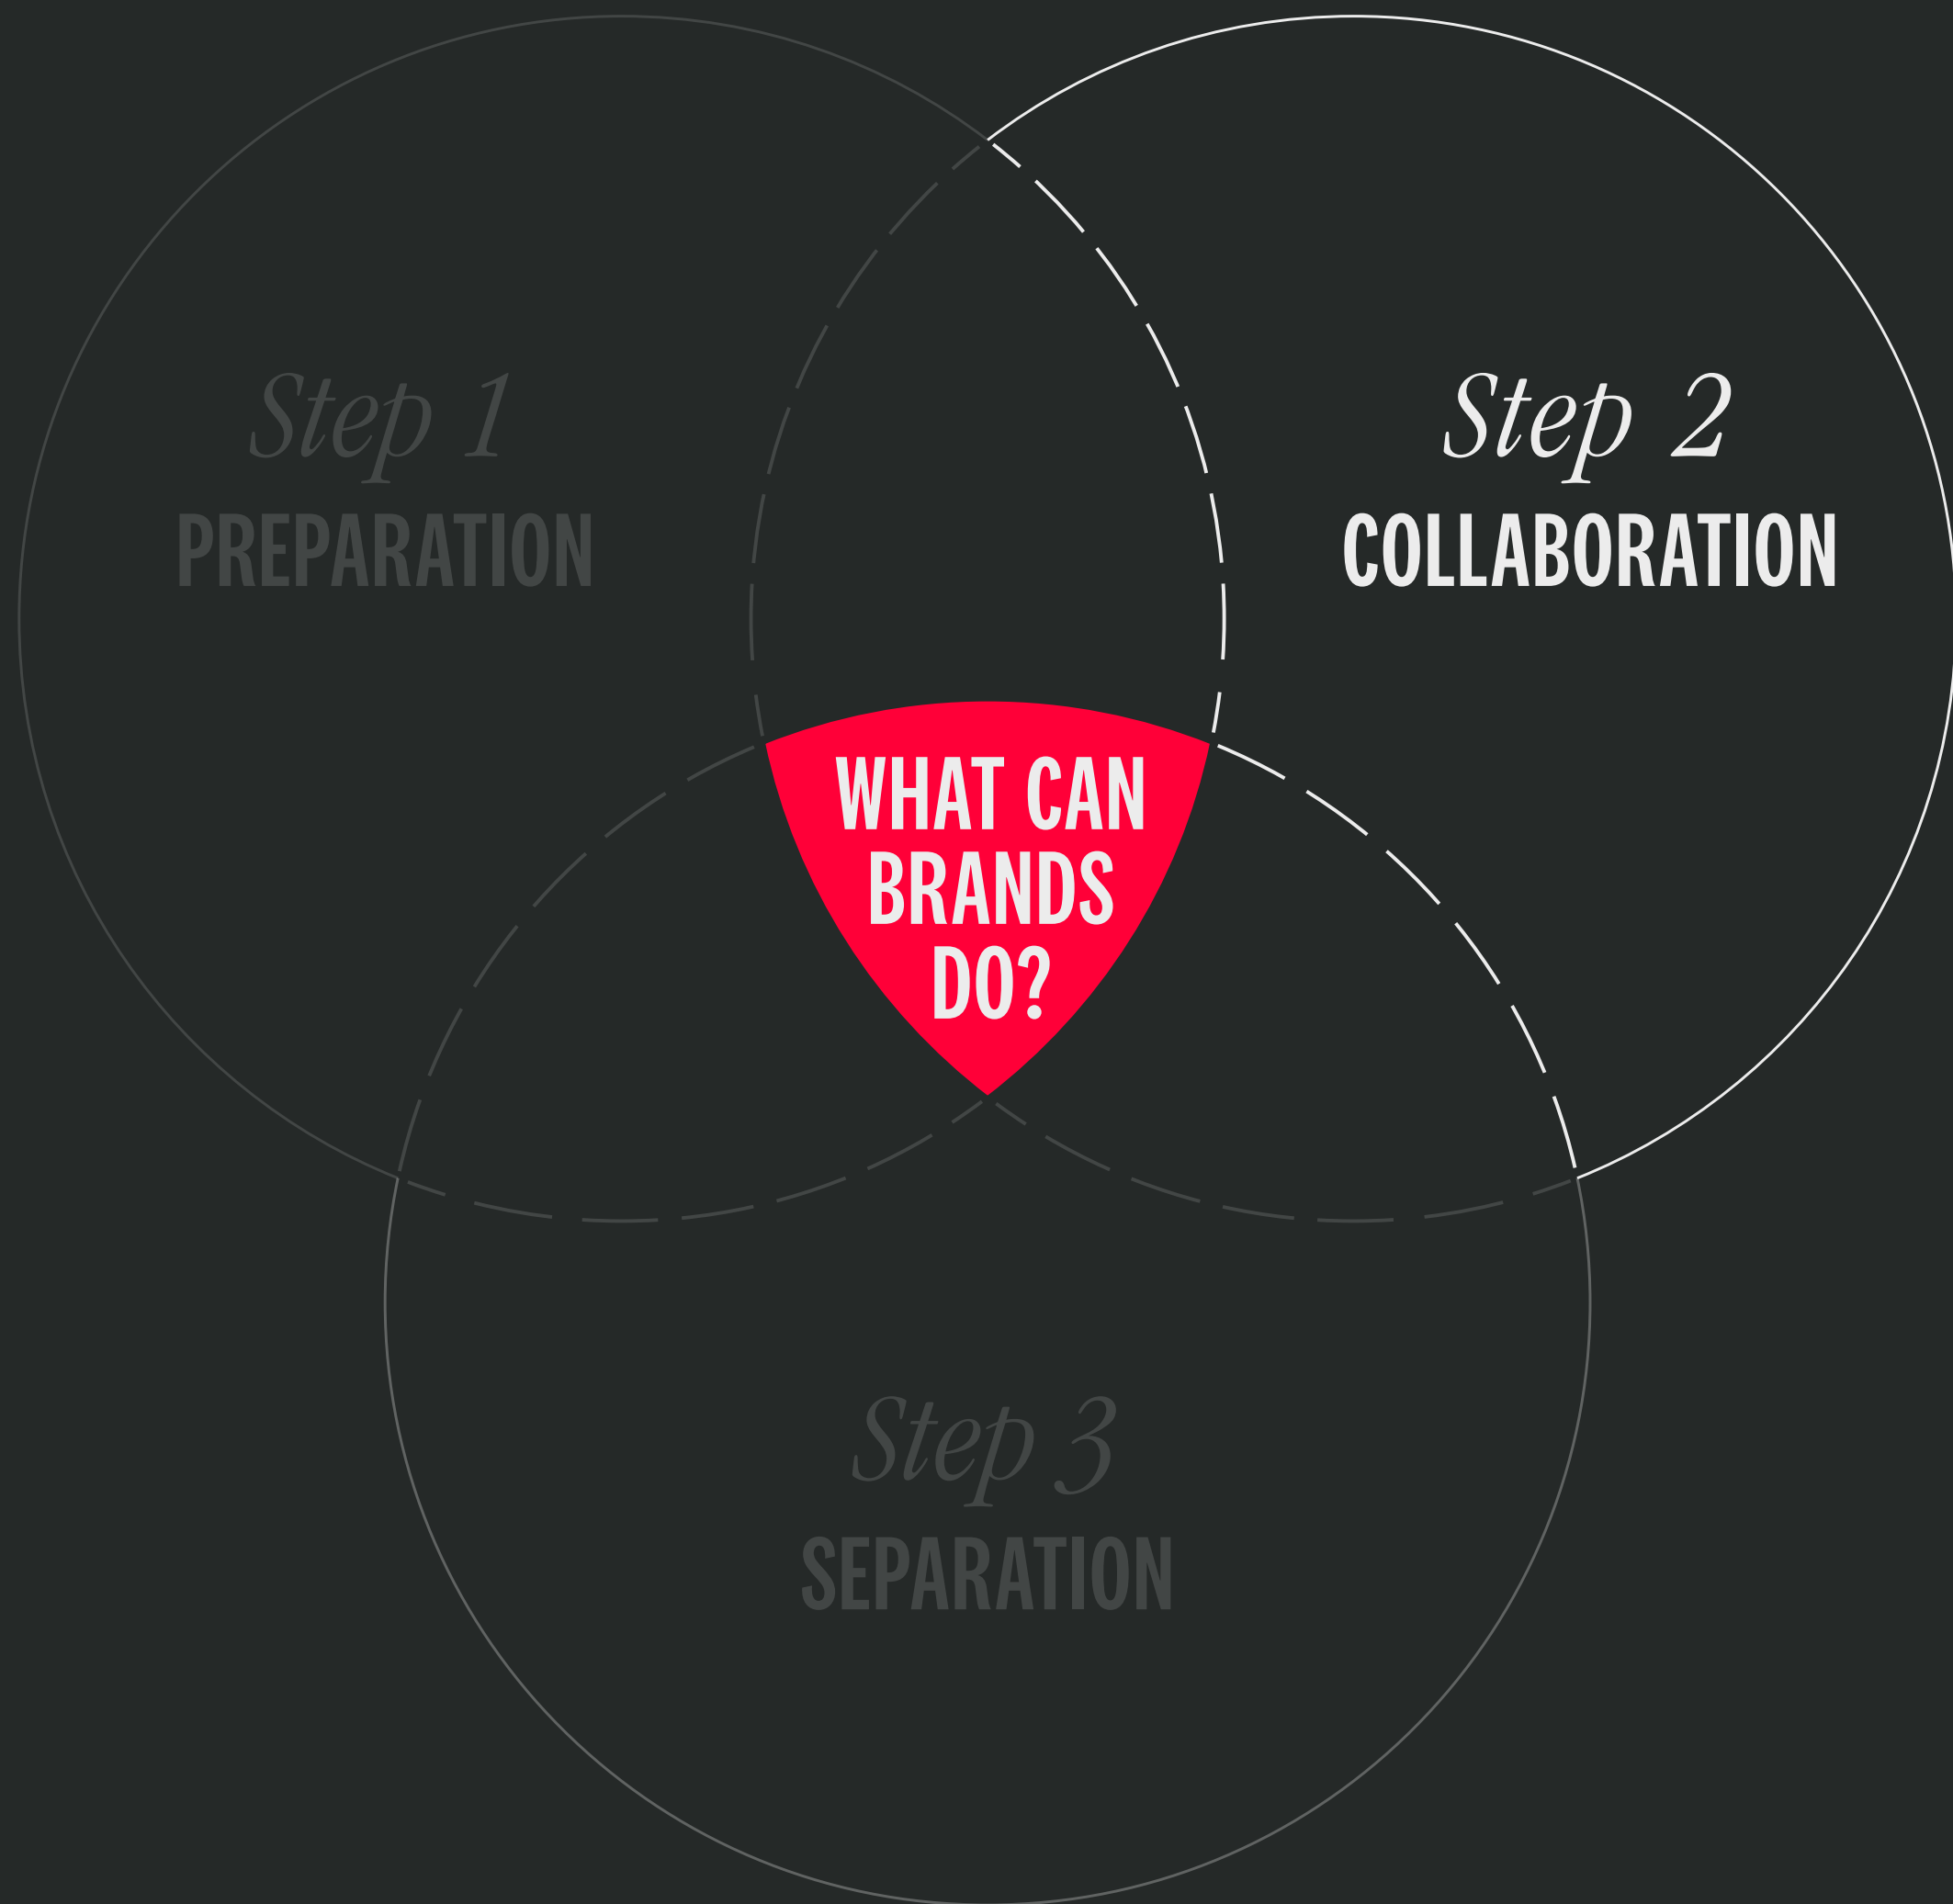 Step 1
PREPARATION
Step 2
COLLABORATION
WHAT CAN
BRANDS
DO?
Step 3
SEPARATION